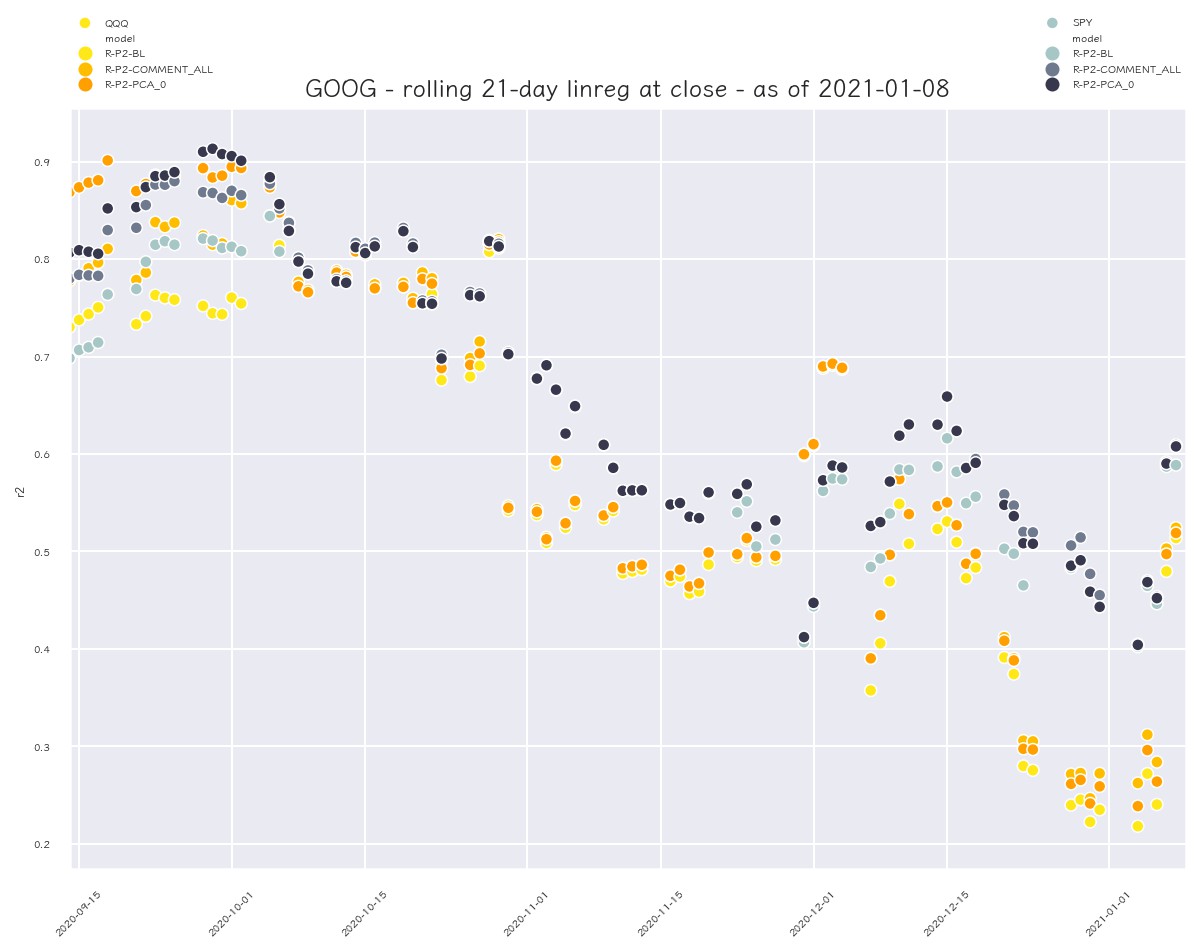 QQQ
model
R-P2-BL
R-P2-COMMENT_ALL
R-P2-PCA_0
SPY
model
R-P2-BL
R-P2-COMMENT_ALL
R-P2-PCA_0
GOOG - rolling 21-day linreg at close - as of 2021-01-08
0.9
0.8
0.7
0.6
0.5
0.4
0.3
0.2
r2
2020-09-15
2020-10-01
2020-10-15
2020-11-01
2020-11-15
2020-12-01
2020-12-15
2021-01-01